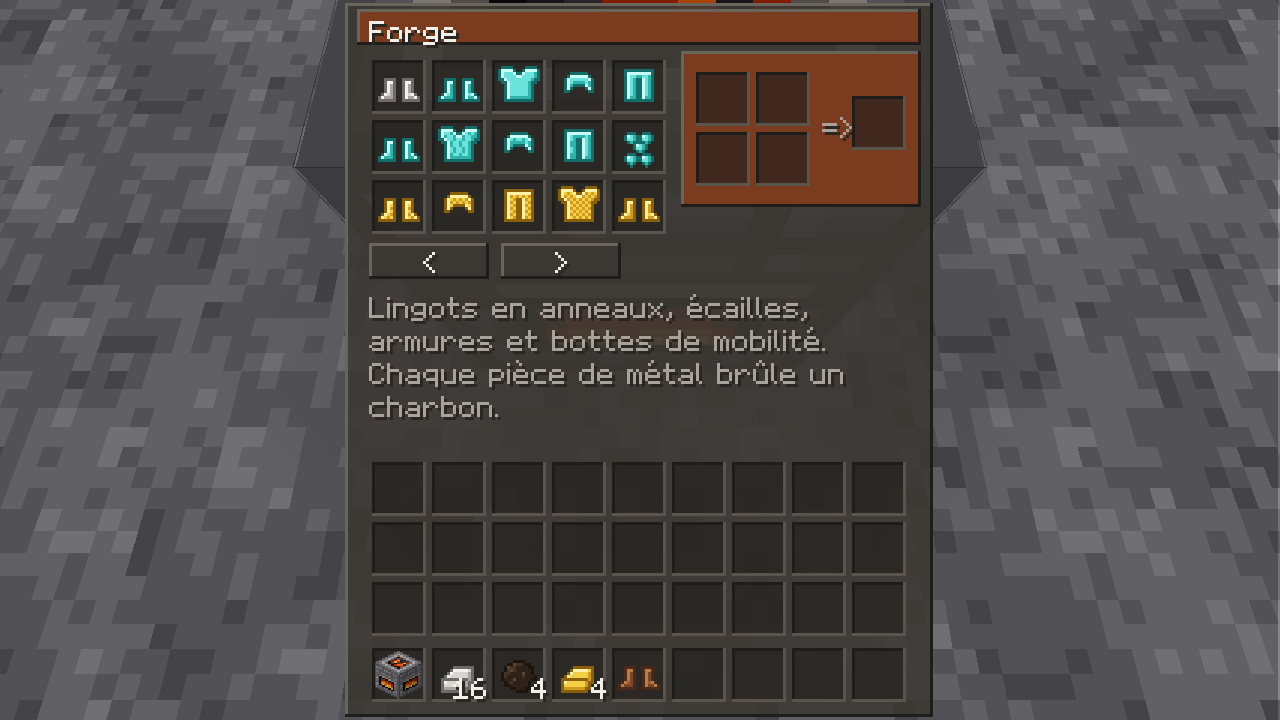 Forge
=>
< >
Lingots en anneaux, écailles,
armures et bottes de mobilité.
Chaque pièce de métal brûle un
charbon.
16 4 4